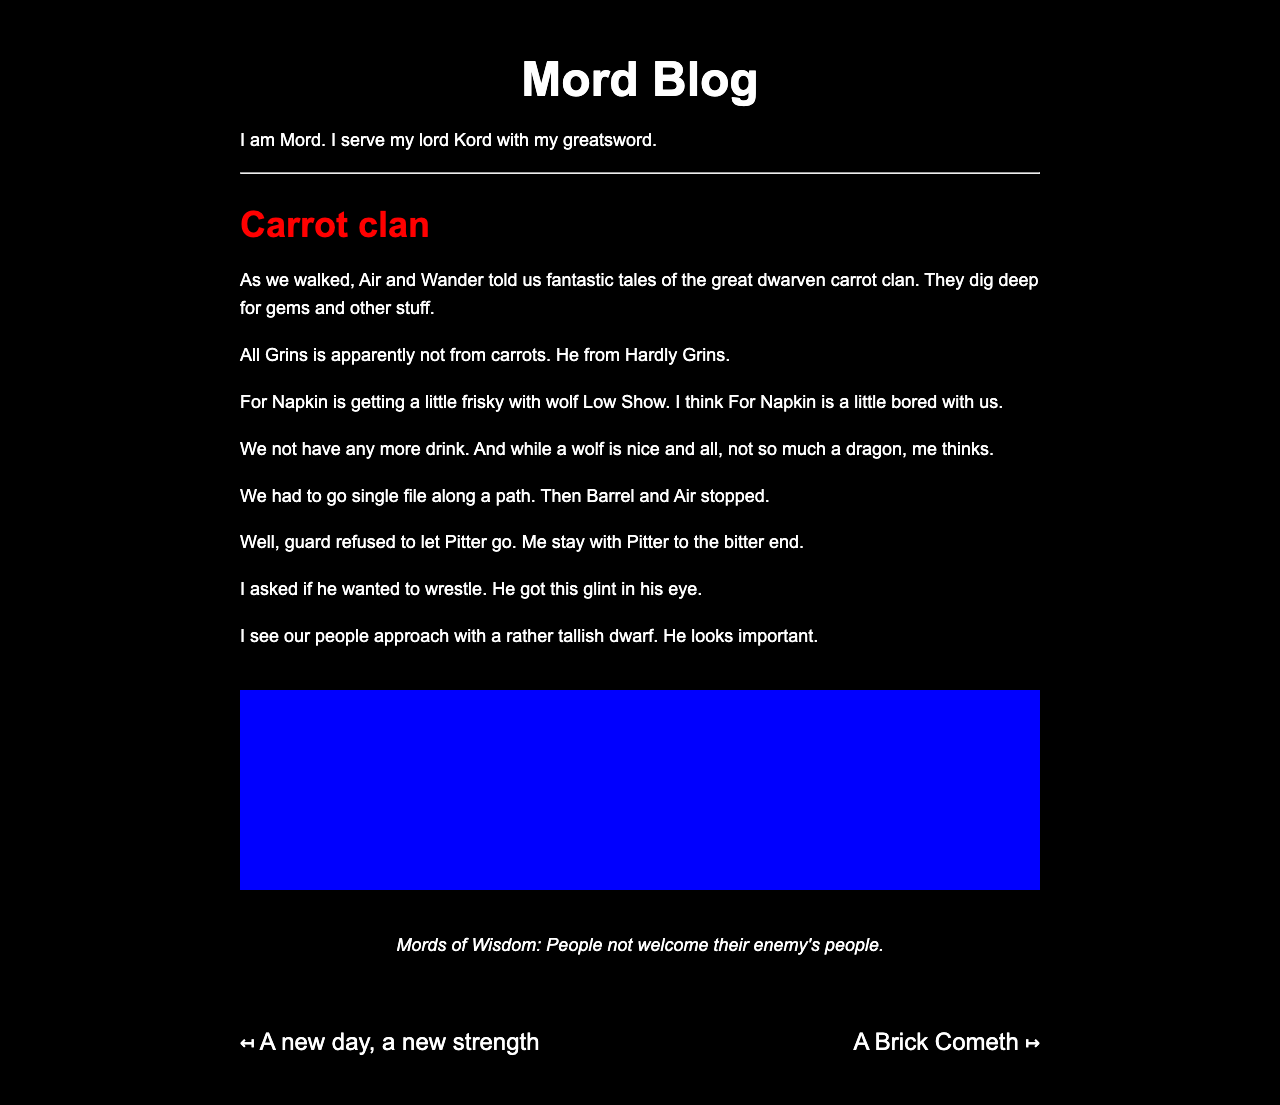 Mord Blog
I am Mord. I serve my lord Kord with my greatsword.
Carrot clan
As we walked, Air and Wander told us fantastic tales of the great dwarven carrot clan. They dig deep
for gems and other stuff.
All Grins is apparently not from carrots. He from Hardly Grins.
For Napkin is getting a little frisky with wolf Low Show. I think For Napkin is a little bored with us.
We not have any more drink. And while a wolf is nice and all, not so much a dragon, me thinks.
We had to go single file along a path. Then Barrel and Air stopped.
Well, guard refused to let Pitter go. Me stay with Pitter to the bitter end.
I asked if he wanted to wrestle. He got this glint in his eye.
I see our people approach with a rather tallish dwarf. He looks important.
Mords of Wisdom: People not welcome their enemy's people.
↤ A new day, a new strength
A Brick Cometh ↦